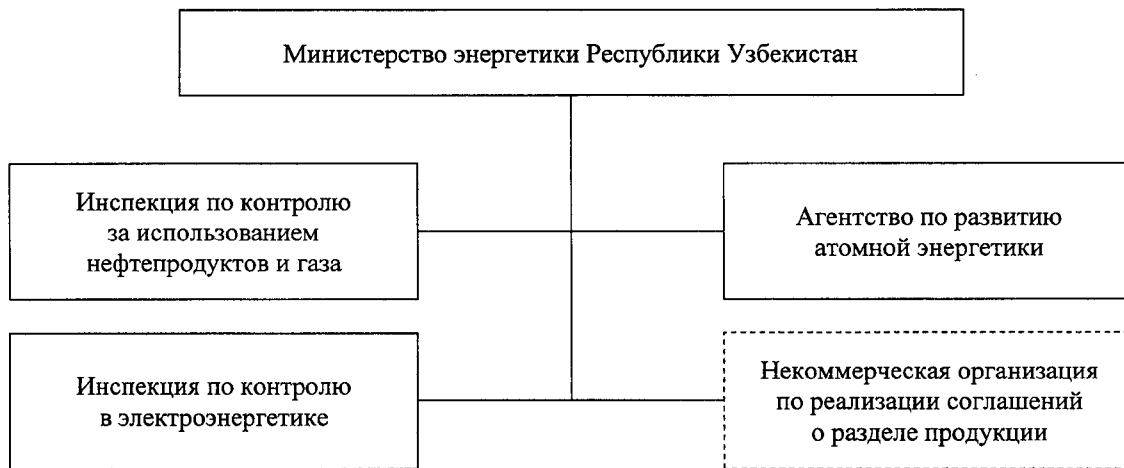 Министерство энергетики Республики Узбекистан
Инспекция по контролю
за использованием
нефтепродуктов и газа
Агентство по развитию
атомной энергетики
Инспекция по контролю
в электроэнергетике
Некоммерческая организация
по реализации соглашений
о разделе продукции